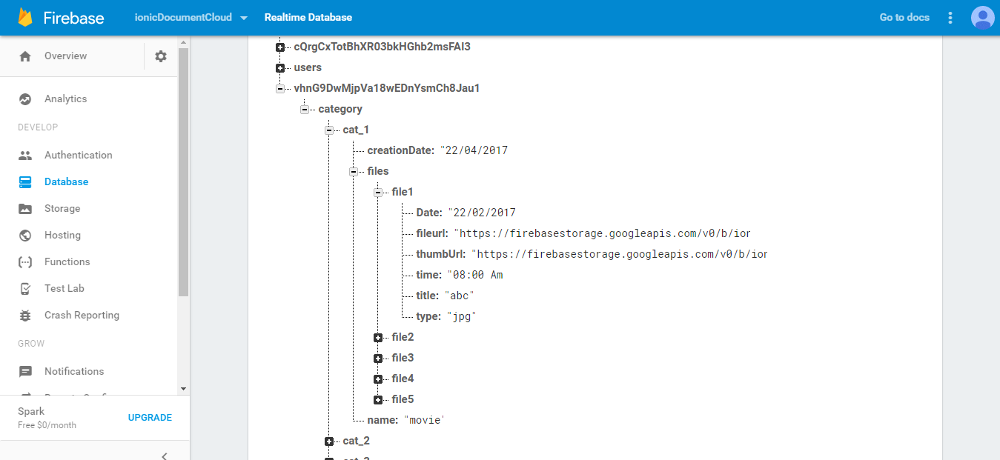 Firebase
ionicDocumentCloud
Realtime Database
Go to docs
Overview
Analytics
DEVELOP
Authentication
Database
Storage
Hosting
Functions
Test Lab
Crash Reporting
GROW
Notifications
Spark
Free $0/month
UPGRADE
cQrgCxTotBhXR03bkHGhb2msFAI3
users
vhnG9DwMjpVa18wEDnYsmCh8Jau1
category
cat_1
creationDate: "22/04/2017
files
file1
Date: "22/02/2017
fileurl: "https://firebasestorage.googleapis.com/v0/b/ior
thumbUrl: "https://firebasestorage.googleapis.com/v0/b/ior
time: "08:00 Am
title: "abc"
type: "jpg"
file2
file3
file4
file5
name: "movie'
cat_2